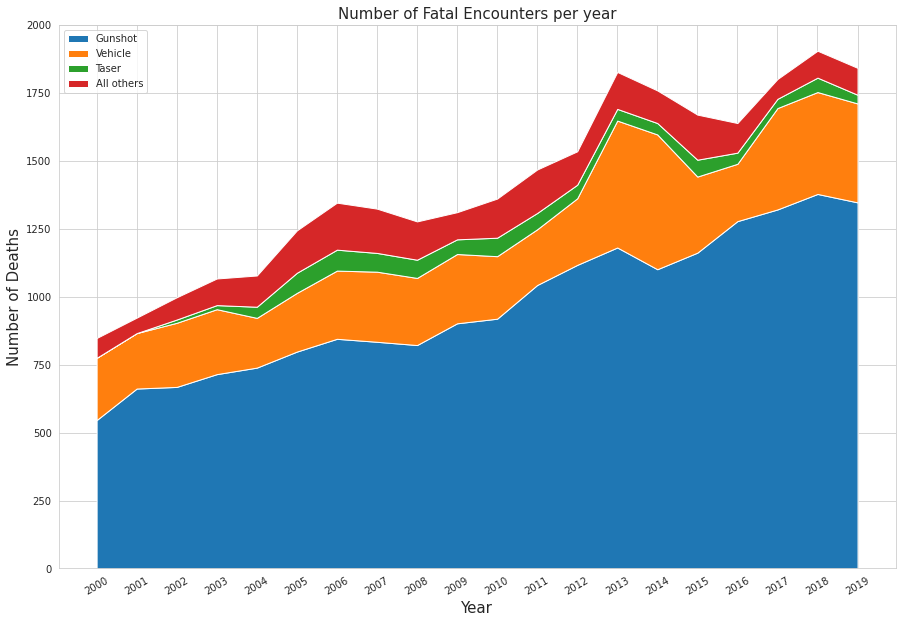 Number of Fatal Encounters per year
Gunshot
Vehicle
Taser
All others
Number of Deaths
2000
1750
1500
1250
1000
750
500
250
0
2000 2001 2002 2003 2004 2005 2006 2007 2008 2009 2010 2011 2012 2013 2014 2015 2016 2017 2018 2019
Year